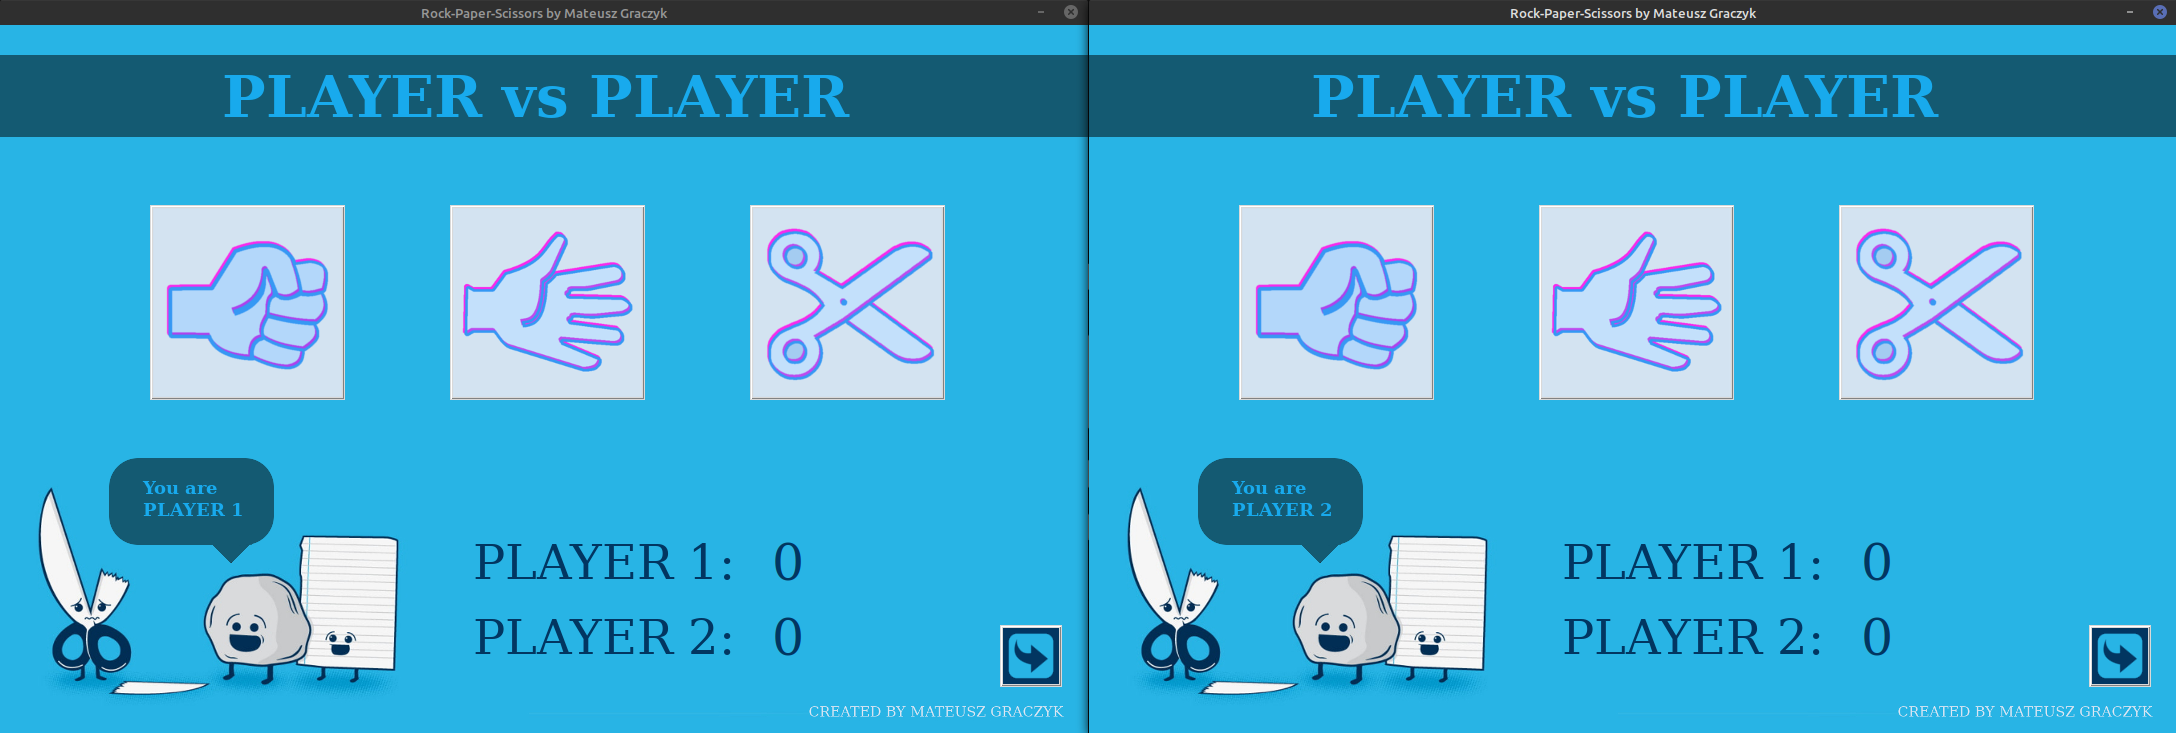 Rock-Paper-Scissors by Mateusz Graczyk
PLAYER vs PLAYER
You are
PLAYER 1
PLAYER 1: 0
PLAYER 2: 0
CREATED BY MATEUSZ GRACZYK
Rock-Paper-Scissors by Mateusz Graczyk
PLAYER vs PLAYER
You are
PLAYER 2
PLAYER 1: 0
PLAYER 2: 0
CREATED BY MATEUSZ GRACZYK